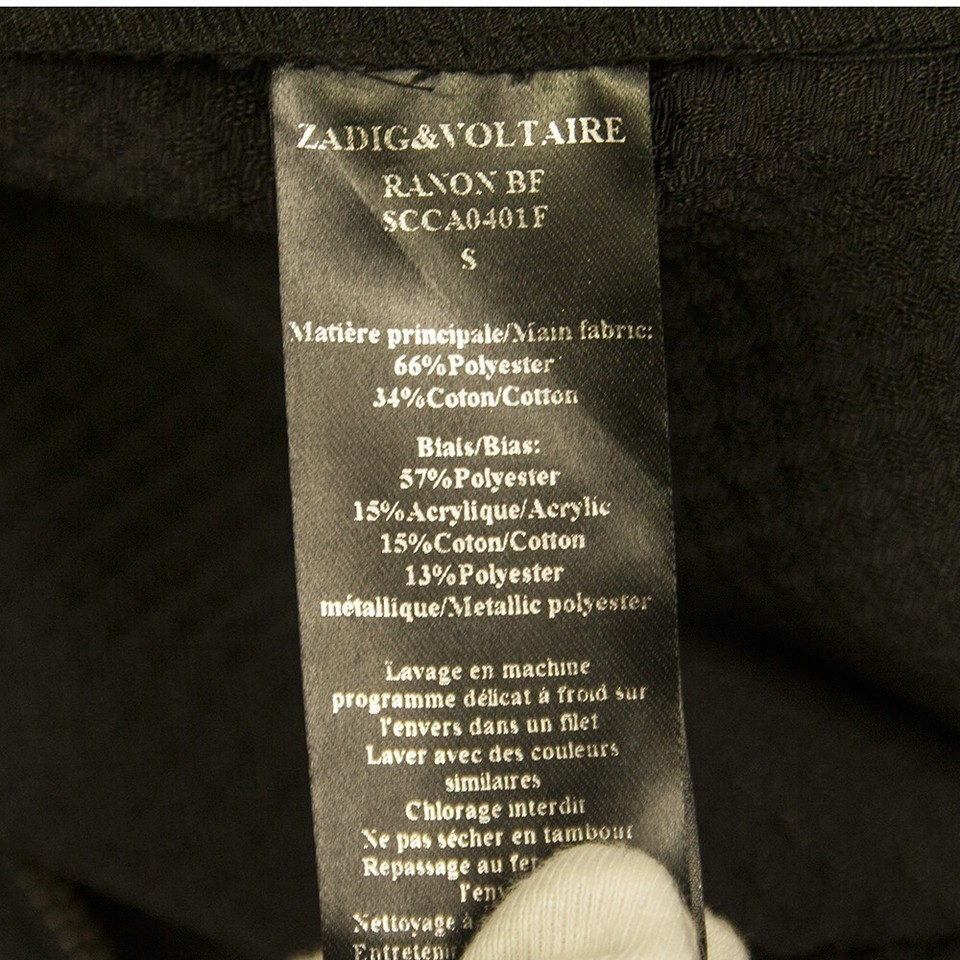 ZADIG&VOLTAIRE
RANON BF
SCCA0401F
S
Matière principale/Main fabric:
66%Polyester
34%Coton/Cotton
Biais/Bias:
57%Polyester
15%Acrylique/Acrylic
15%Coton/Cotton
13%Polyester
métallique/Metallic polyester
Lavage en machine
programme délicat à froid sur
l'envers dans un filet
Laver avec des couleurs
similaires
Chlorage interdit
Ne pas sécher en tambour
Repassage au
Nettoyage à